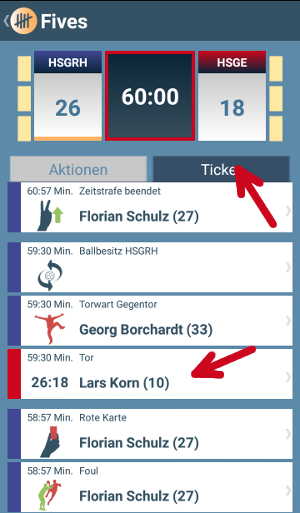 Fives
HSGRH
26
60:00
HSGE
18
Aktionen
Ticke
60:57 Min. Zeitstrafe beendet
Florian Schulz (27)
59:30 Min. Ballbesitz HSGRH
59:30 Min. Torwart Gegentor
Georg Borchardt (33)
59:30 Min. Tor
26:18 Lars Korn (10)
58:57 Min. Rote Karte
Florian Schulz (27)
58:57 Min. Foul
Florian Schulz (27)